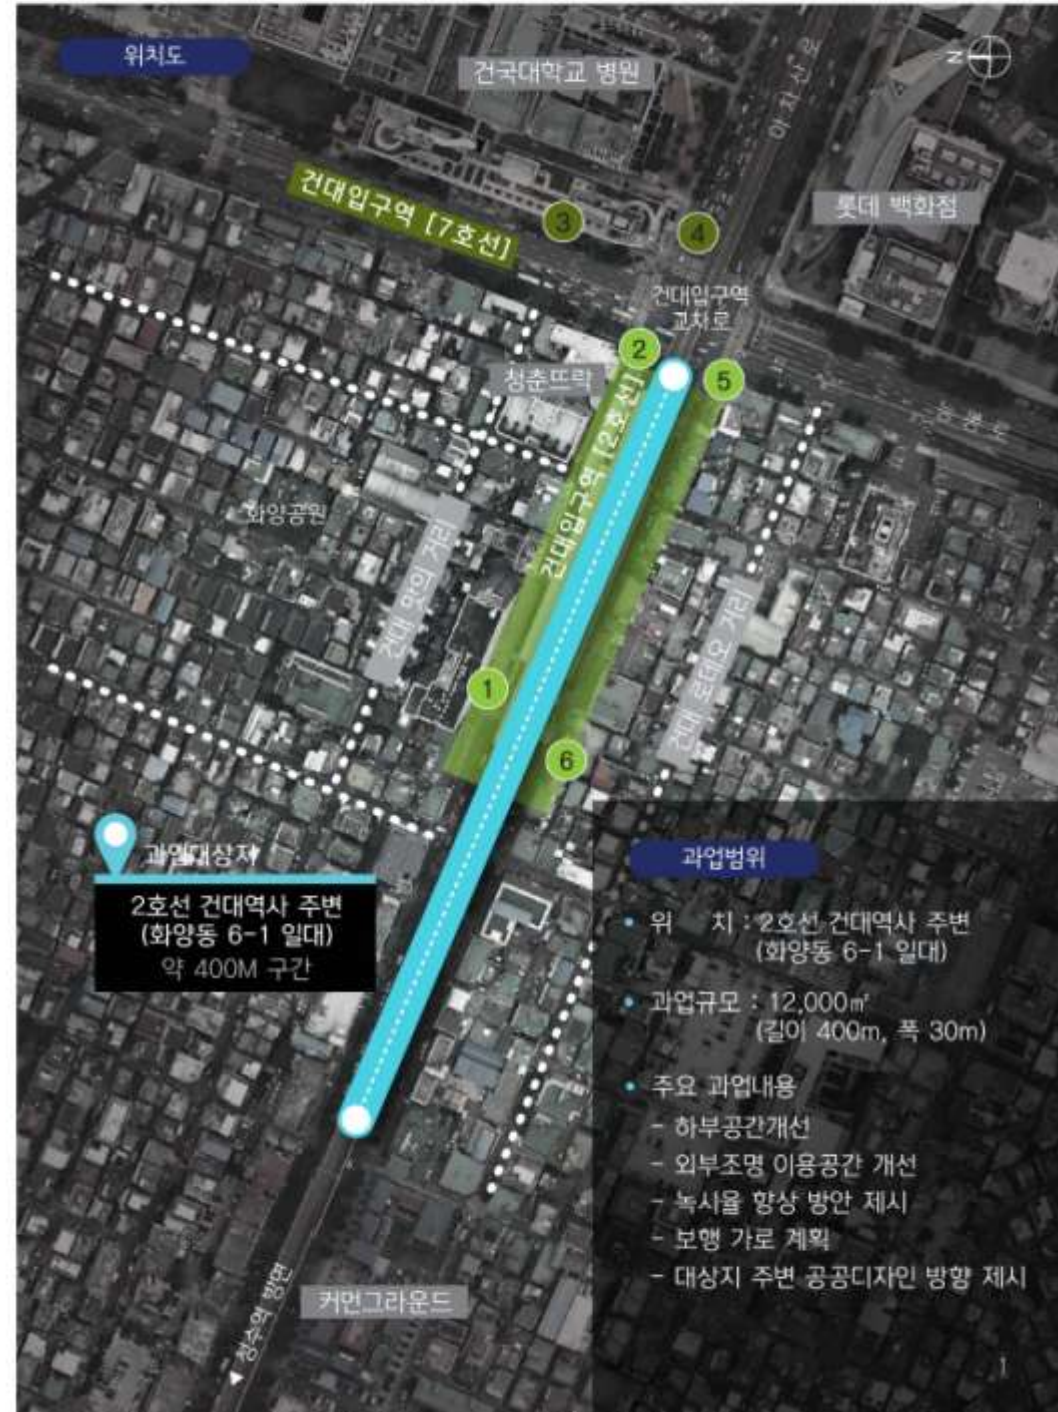 위치도
건국대학교 병원
N
아차산로
건대입구역 [7호선]
롯데 백화점
3
4
건대입구역
교차로
2
청춘뜨락
5
능동로
건대입구역 [2호선]
화양공원
건대 맛의 거리
건대 로데오 거리
1
6
과업대상지
2호선 건대역사 주변
(화양동 6-1 일대)
약 400M 구간
과업범위
• 위 치 : 2호선 건대역사 주변
(화양동 6-1 일대)
• 과업규모 : 12,000㎡
(길이 400m, 폭 30m)
• 주요 과업내용
- 하부공간개선
- 외부조명 이용공간 개선
- 녹시율 향상 방안 제시
- 보행 가로 계획
- 대상지 주변 공공디자인 방향 제시
커먼그라운드
◀ 성수역 방면
1